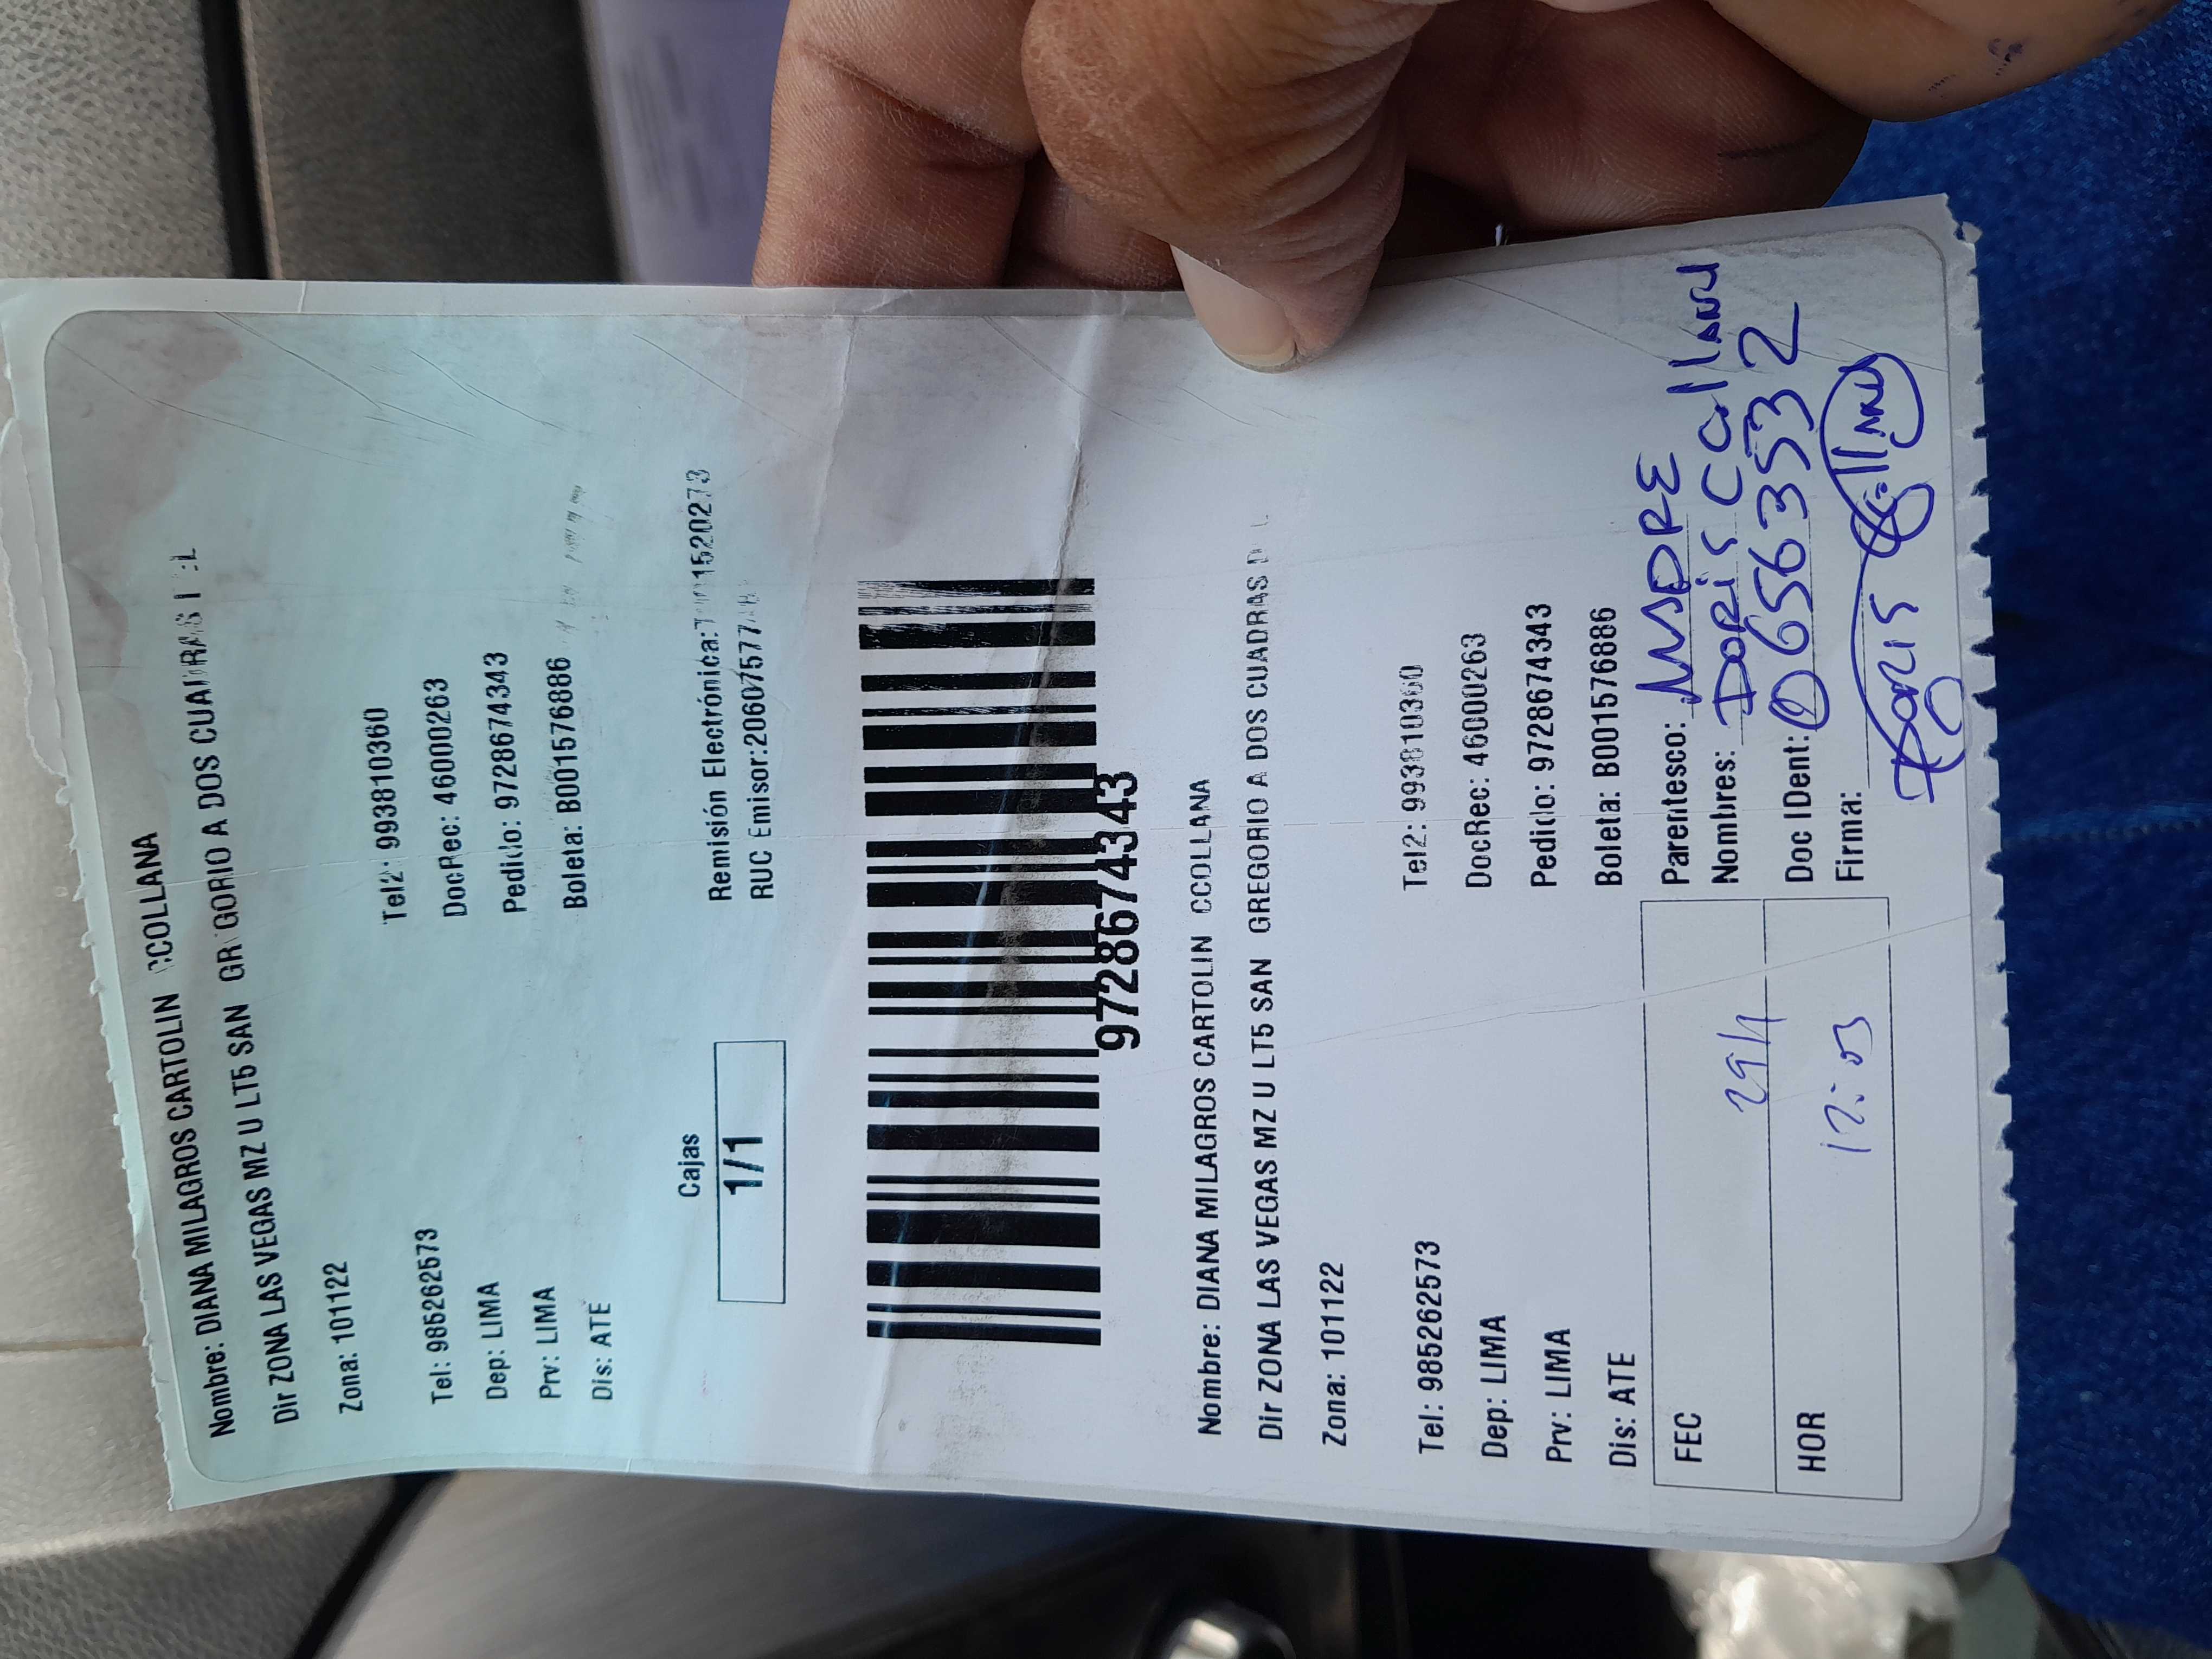 Nombre: DIANA MILAGROS CARTOLIN CCOLLANA
Dir ZONA LAS VEGAS MZ U LT5 SAN GREGORIO A DOS CUADRAS
Zona: 101122
Tel: 985262573 Tel2: 993810360
Dep: LIMA DocRec: 46000263
Prv: LIMA Pedido: 9728674343
Dis: ATE Boleta: B001576886
Cajas
1/1
Remisión Electrónica:
RUC Emisor:
9728674343
Nombre: DIANA MILAGROS CARTOLIN CCOLLANA
Dir ZONA LAS VEGAS MZ U LT5 SAN GREGORIO A DOS CUADRAS
Zona: 101122
Tel: 985262573 Tel2: 993810360
Dep: LIMA DocRec: 46000263
Prv: LIMA Pedido: 9728674343
Dis: ATE Boleta: B001576886
FEC 29/1
HOR 12:03
Parentesco: MADRE
Nombres: DORIS
Doc IDent: 06563532
Firma: DORIS